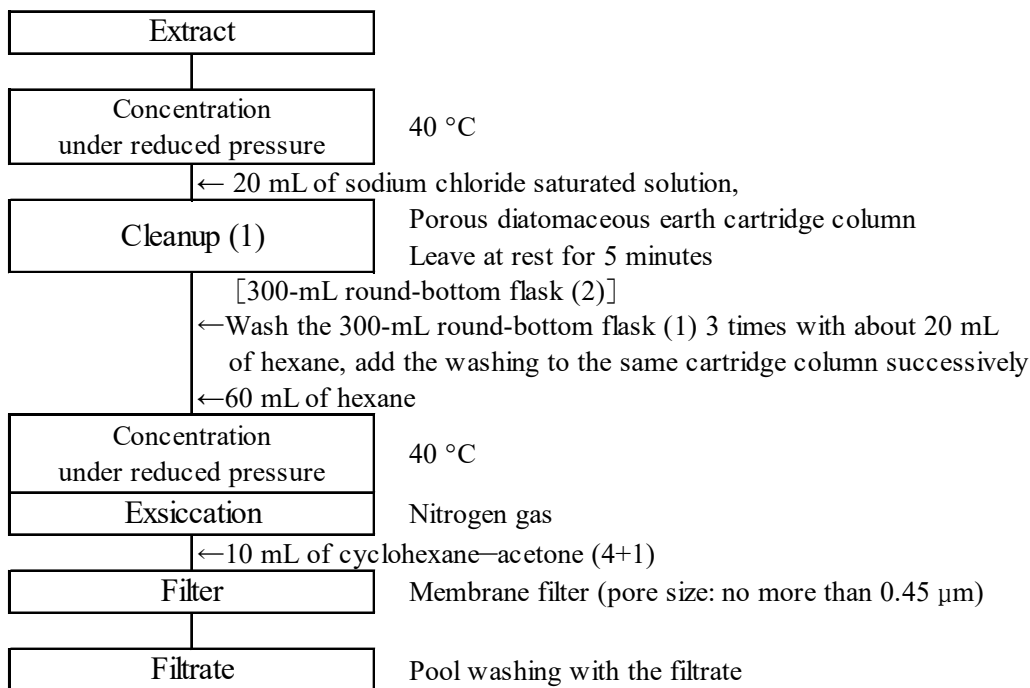 Extract
Concentration
under reduced pressure
40 °C
← 20 mL of sodium chloride saturated solution,
Cleanup (1)
Porous diatomaceous earth cartridge column
Leave at rest for 5 minutes
[300-mL round-bottom flask (2)]
←Wash the 300-mL round-bottom flask (1) 3 times with about 20 mL
of hexane, add the washing to the same cartridge column successively
←60 mL of hexane
Concentration
under reduced pressure
40 °C
Exsiccation
Nitrogen gas
←10 mL of cyclohexane—acetone (4+1)
Filter
Membrane filter (pore size: no more than 0.45 μm)
Filtrate
Pool washing with the filtrate